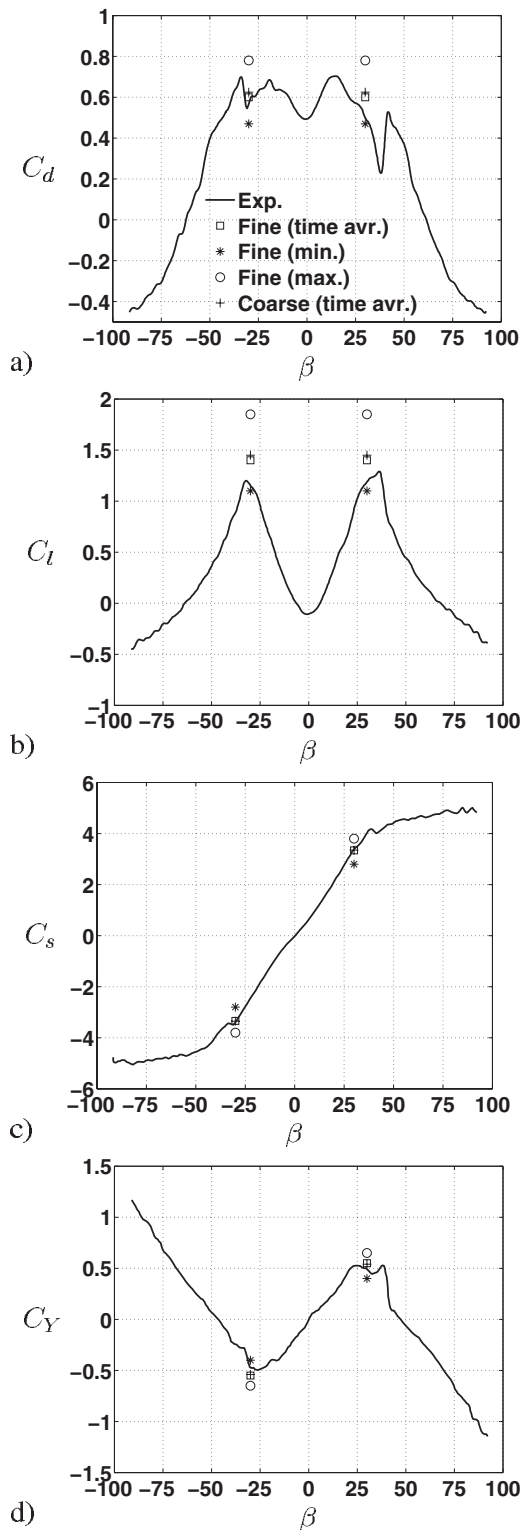 1
0.8
0.6
0.4
0.2
0
−0.2
−0.4
C_d
Exp.
Fine (time avr.)
Fine (min.)
Fine (max.)
Coarse (time avr.)
−100 −75 −50 −25 0 25 50 75 100
β
a)
2
1.5
1
0.5
0
−0.5
−1
C_l
−100 −75 −50 −25 0 25 50 75 100
β
b)
6
4
2
0
−2
−4
−6
C_s
−100 −75 −50 −25 0 25 50 75 100
β
c)
1.5
1
0.5
0
−0.5
−1
−1.5
C_Y
−100 −75 −50 −25 0 25 50 75 100
β
d)